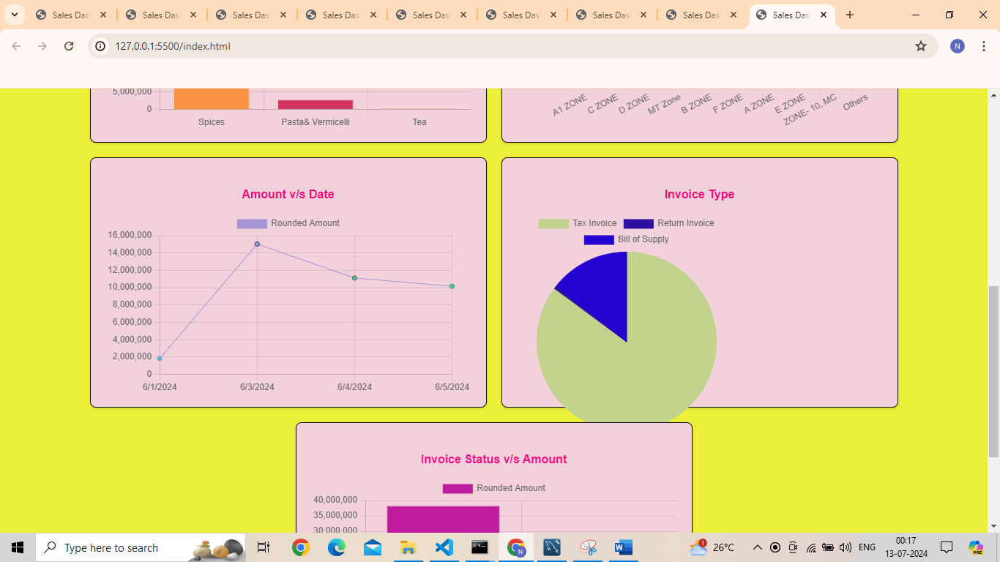 Sales Das
Sales Das
Sales Das
Sales Das
Sales Das
Sales Das
Sales Das
Sales Das
Sales Das
127.0.0.1:5500/index.html
N
5,000,000
0
Spices Pasta& Vermicelli Tea
A1 ZONE C ZONE D ZONE MT Zone B ZONE F ZONE A ZONE E ZONE ZONE- 10, MC Others
Amount v/s Date
Rounded Amount
16,000,000
14,000,000
12,000,000
10,000,000
8,000,000
6,000,000
4,000,000
2,000,000
0
6/1/2024 6/3/2024 6/4/2024 6/5/2024
Invoice Type
Tax Invoice Return Invoice
Bill of Supply
Invoice Status v/s Amount
Rounded Amount
40,000,000
35,000,000
30,000,000
Type here to search
N
W
1
26°C
ENG
00:17
13-07-2024
PRE